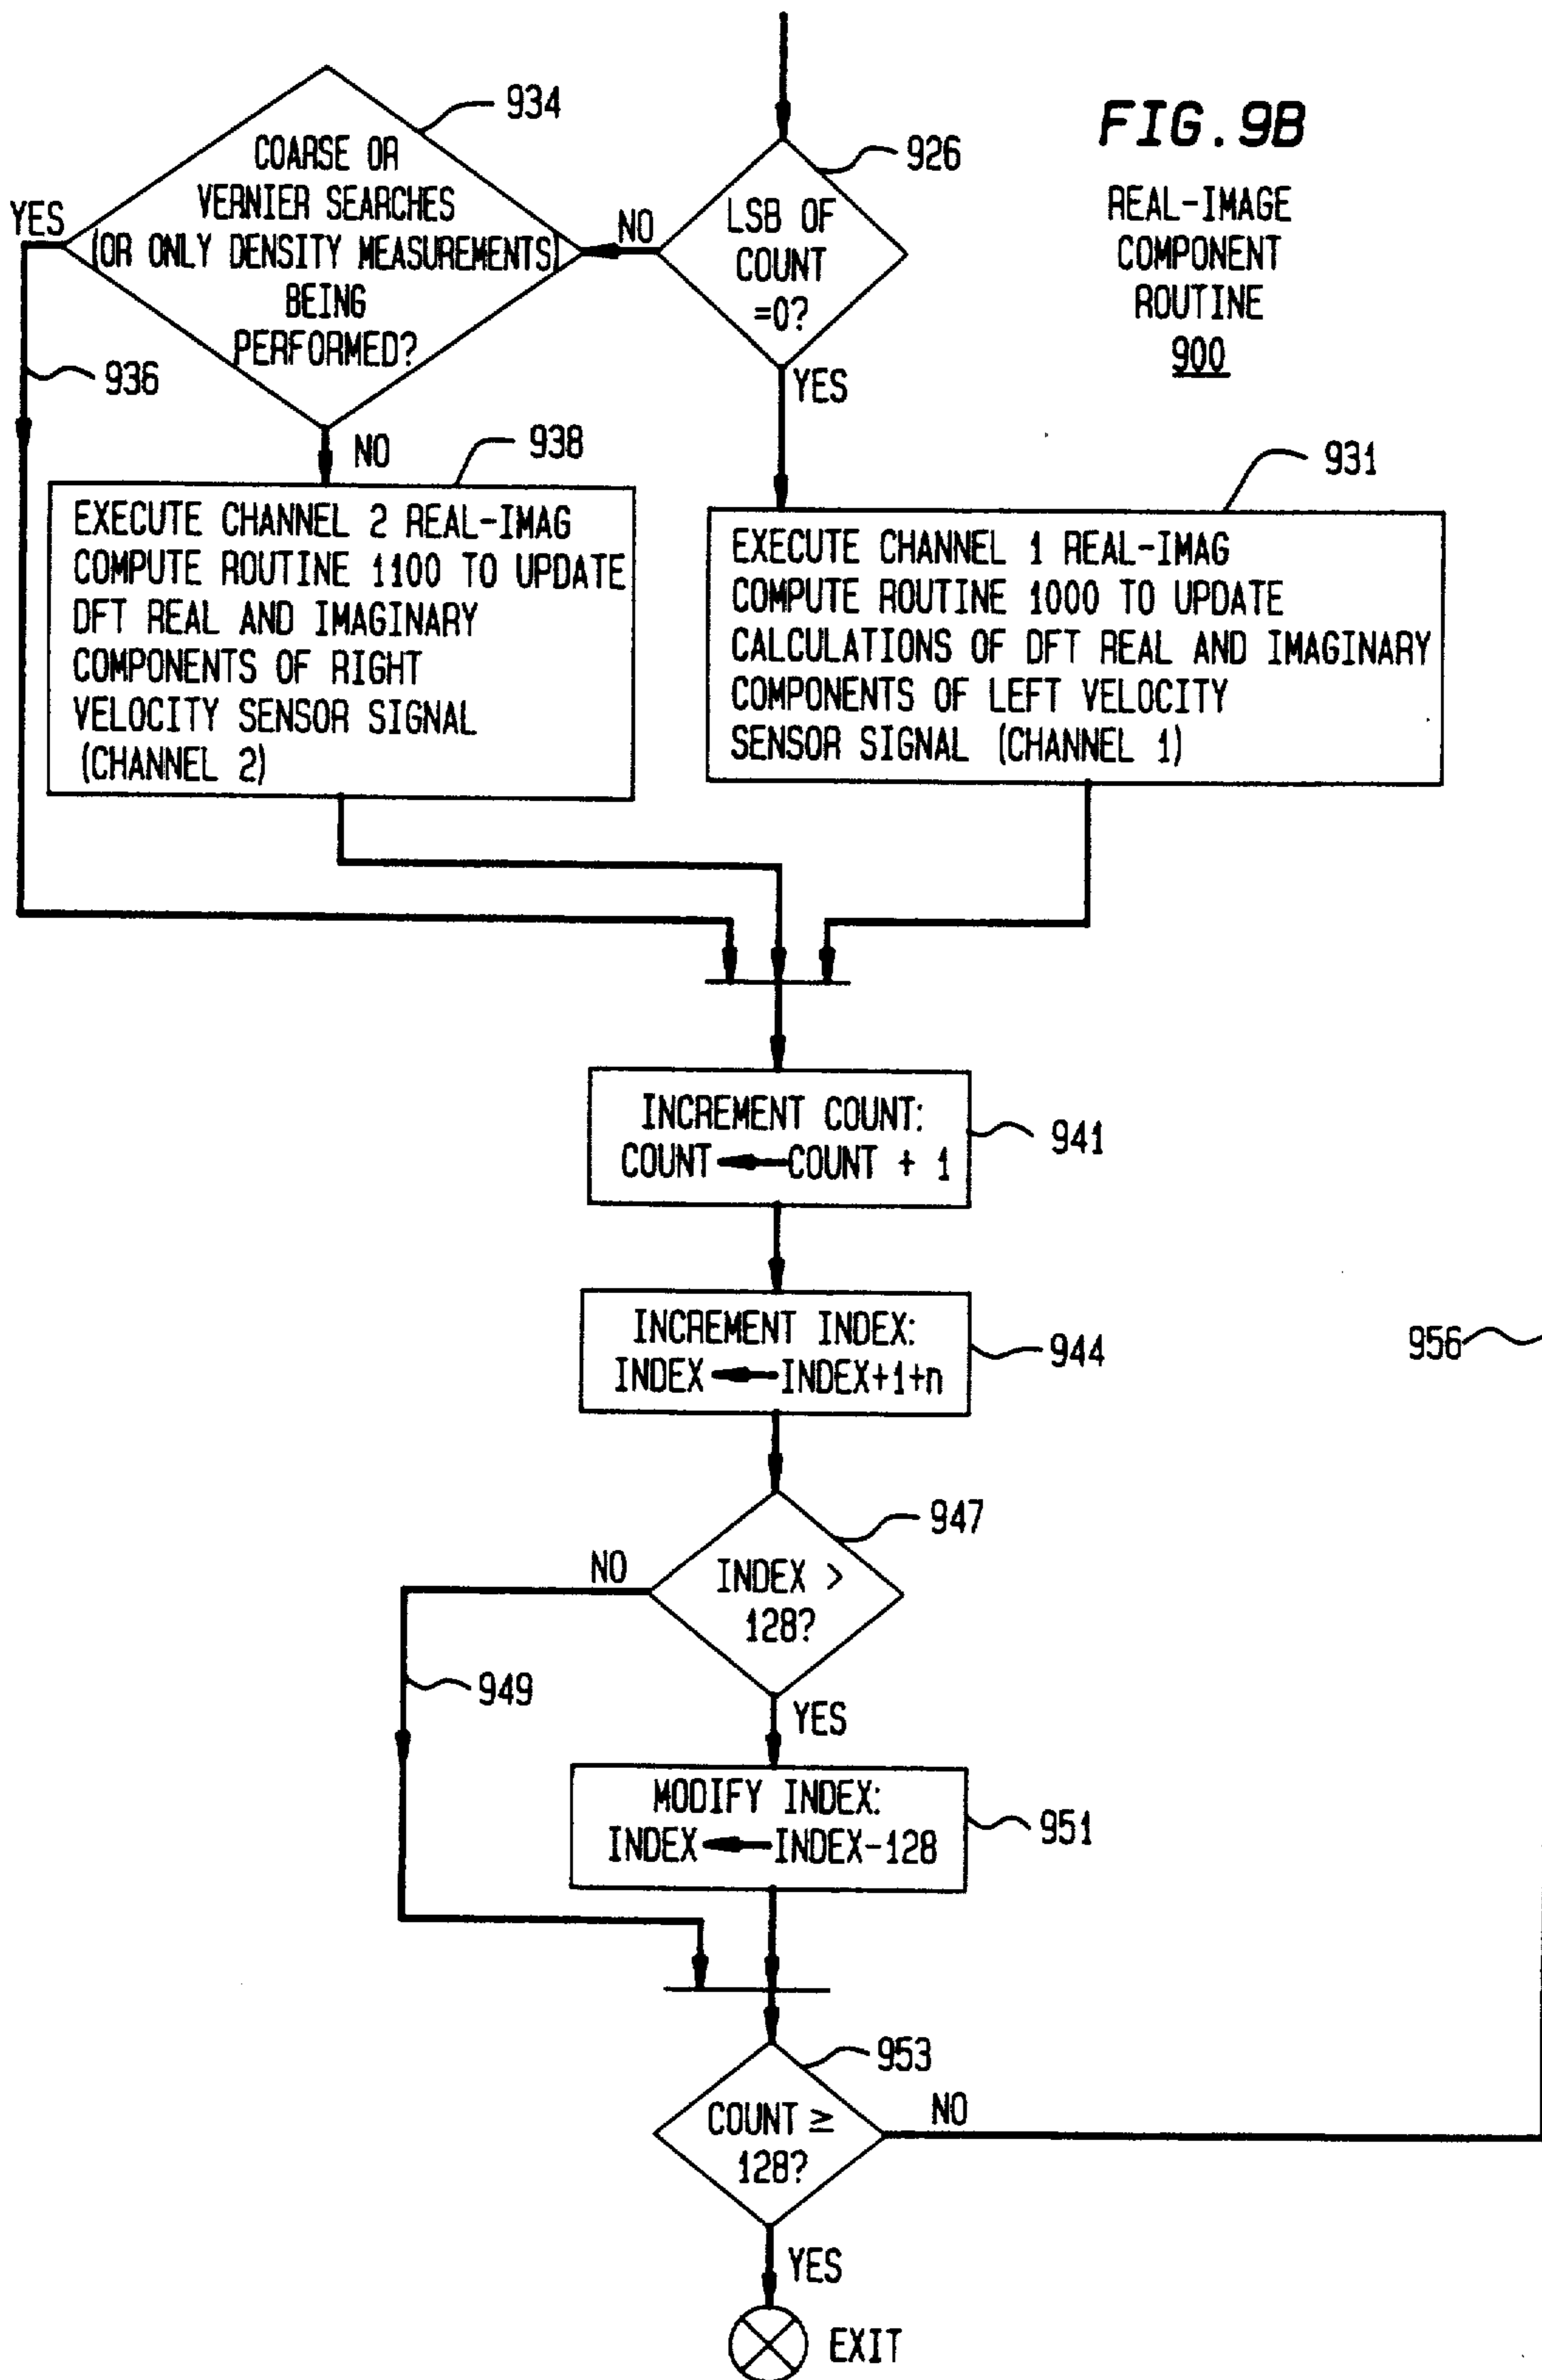 FIG. 9B
REAL-IMAGE
COMPONENT
ROUTINE
900
926
LSB OF
COUNT
=0?
NO
YES
934
COARSE OR
VERNIER SEARCHES
(OR ONLY DENSITY MEASUREMENTS)
BEING
PERFORMED?
YES
936
NO
938
EXECUTE CHANNEL 2 REAL-IMAG
COMPUTE ROUTINE 1100 TO UPDATE
DFT REAL AND IMAGINARY
COMPONENTS OF RIGHT
VELOCITY SENSOR SIGNAL
(CHANNEL 2)
931
EXECUTE CHANNEL 1 REAL-IMAG
COMPUTE ROUTINE 1000 TO UPDATE
CALCULATIONS OF DFT REAL AND IMAGINARY
COMPONENTS OF LEFT VELOCITY
SENSOR SIGNAL (CHANNEL 1)
INCREMENT COUNT:
COUNT ← COUNT + 1
941
INCREMENT INDEX:
INDEX ← INDEX+1+n
944
956
947
INDEX >
128?
NO
949
YES
MODIFY INDEX:
INDEX ← INDEX-128
951
953
COUNT ≥
128?
NO
YES
EXIT